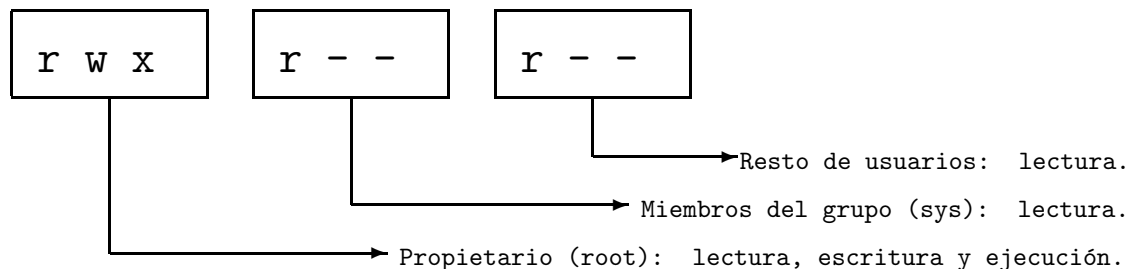 r w x r - - r - -
Resto de usuarios: lectura.
Miembros del grupo (sys): lectura.
Propietario (root): lectura, escritura y ejecución.